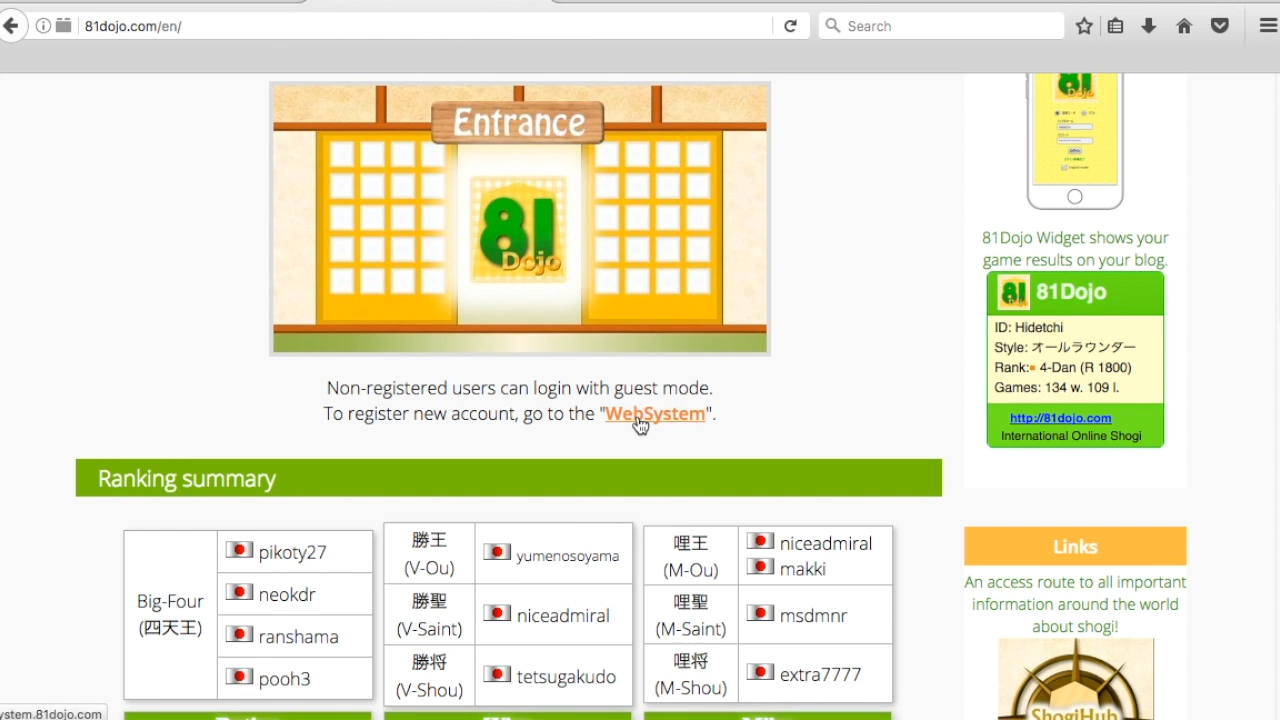 81dojo.com/en/
Search
Entrance
81
Dojo
Non-registered users can login with guest mode.
To register new account, go to the "WebSystem".
Ranking summary
Big-Four
(四天王)
pikoty27
neokdr
ranshama
pooh3
勝王
(V-Ou)
yumenosoyama
勝聖
(V-Saint)
niceadmiral
勝将
(V-Shou)
tetsugakudo
哩王
(M-Ou)
niceadmiral
makki
哩聖
(M-Saint)
msdmnr
哩将
(M-Shou)
extra7777
81
Dojo
81Dojo Widget shows your
game results on your blog.
81
81Dojo
ID: Hidetchi
Style: オールラウンダー
Rank: 4-Dan (R 1800)
Games: 134 w. 109 l.
http://81dojo.com
International Online Shogi
Links
An access route to all important
information around the world
about shogi!
ShogiHub
ystem.81dojo.com